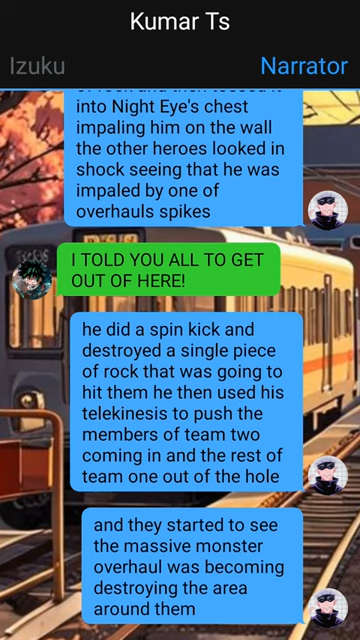 Kumar Ts
Izuku
Narrator
into Night Eye's chest
impaling him on the wall
the other heroes looked in
shock seeing that he was
impaled by one of
overhauls spikes
I TOLD YOU ALL TO GET
OUT OF HERE!
he did a spin kick and
destroyed a single piece
of rock that was going to
hit them he then used his
telekinesis to push the
members of team two
coming in and the rest of
team one out of the hole
and they started to see
the massive monster
overhaul was becoming
destroying the area
around them